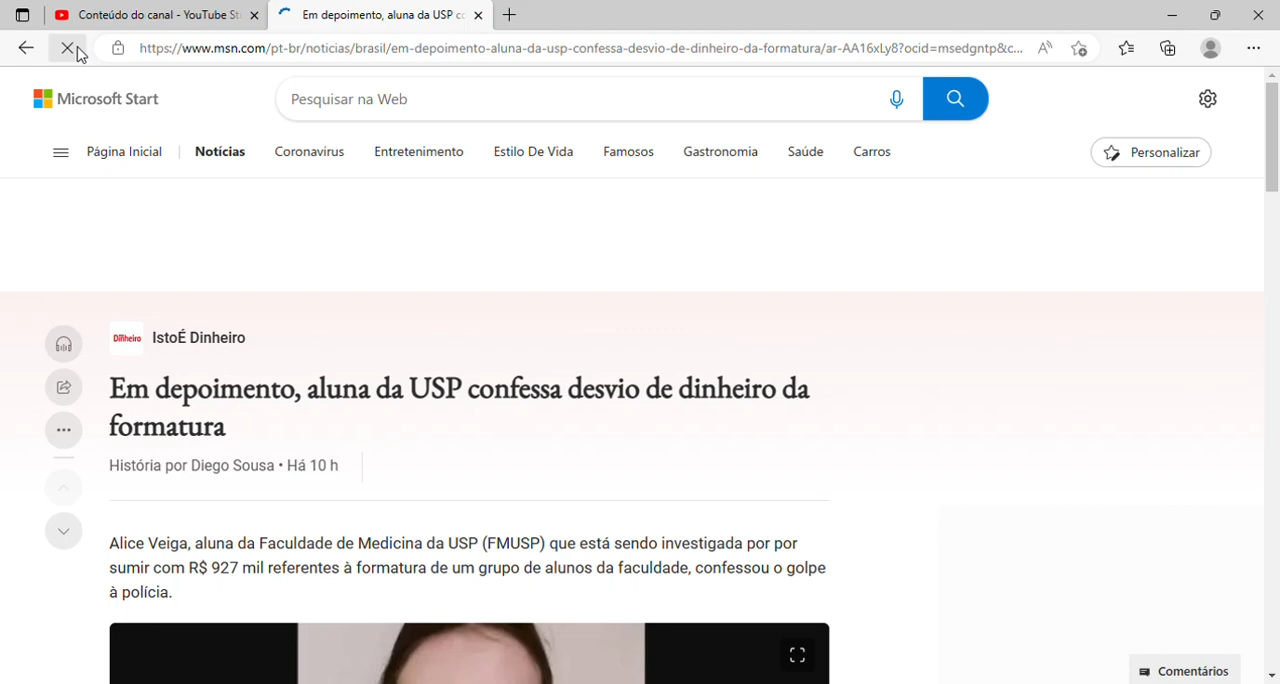 Conteúdo do canal - YouTube St
Em depoimento, aluna da USP co
https://www.msn.com/pt-br/noticias/brasil/em-depoimento-aluna-da-usp-confessa-desvio-de-dinheiro-da-formatura/ar-AA16xLy8?ocid=msedgntp&c...
Microsoft Start
Pesquisar na Web
Página Inicial
Notícias
Coronavírus
Entretenimento
Estilo De Vida
Famosos
Gastronomia
Saúde
Carros
Personalizar
Dinheiro
IstoÉ Dinheiro
Em depoimento, aluna da USP confessa desvio de dinheiro da
formatura
História por Diego Sousa • Há 10 h
Alice Veiga, aluna da Faculdade de Medicina da USP (FMUSP) que está sendo investigada por por
sumir com R$ 927 mil referentes à formatura de um grupo de alunos da faculdade, confessou o golpe
à polícia.
Comentários